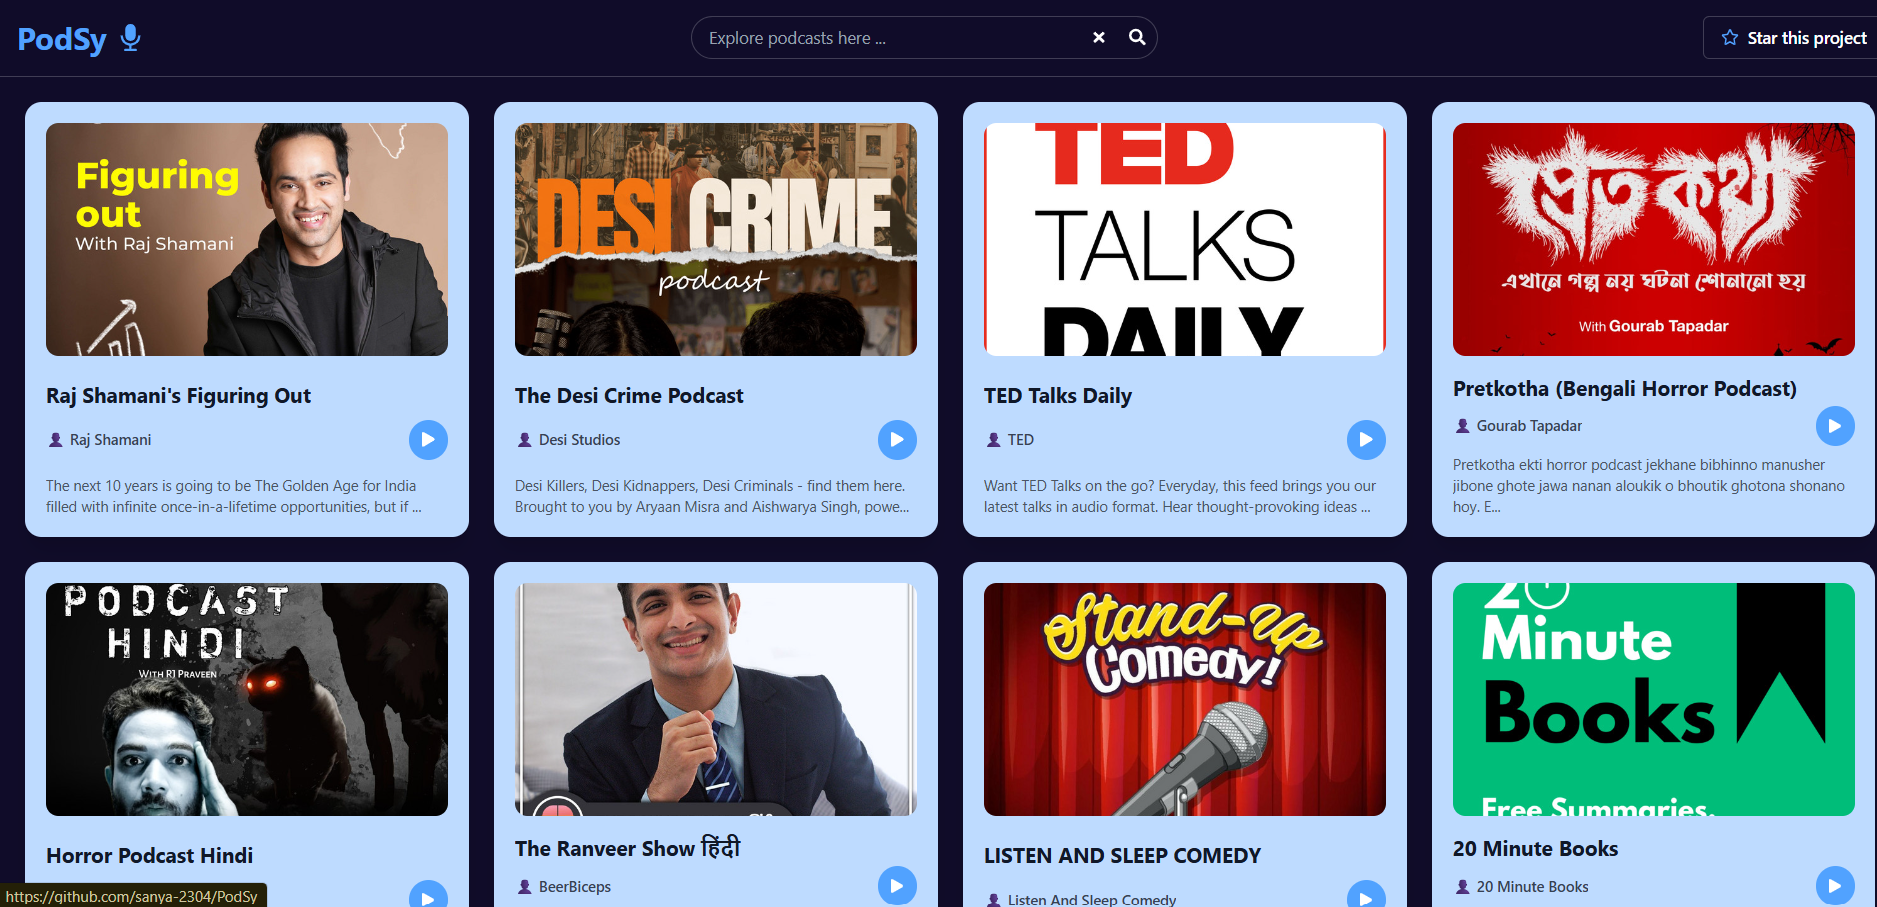 PodSy
Explore podcasts here ...
Star this project
Figuring
out
With Raj Shamani
Raj Shamani's Figuring Out
Raj Shamani
The next 10 years is going to be The Golden Age for India
filled with infinite once-in-a-lifetime opportunities, but if ...
DESI CRIME
podcast
The Desi Crime Podcast
Desi Studios
Desi Killers, Desi Kidnappers, Desi Criminals - find them here.
Brought to you by Aryaan Misra and Aishwarya Singh, powe...
TED
TALKS
DAILY
TED Talks Daily
TED
Want TED Talks on the go? Everyday, this feed brings you our
latest talks in audio format. Hear thought-provoking ideas ...
প্রেতকথা
এখানে গল্প নয় ঘটনা শোনানো হয়
With Gourab Tapadar
Pretkotha (Bengali Horror Podcast)
Gourab Tapadar
Pretkotha ekti horror podcast jekhane bibhinno manusher
jibone ghote jawa nanan aloukik o bhoutik ghotona shonano
hoy. E...
PODCAST
HINDI
WITH RJ PRAVEEN
Horror Podcast Hindi
The Ranveer Show हिंदी
BeerBiceps
Stand-Up
Comedy!
LISTEN AND SLEEP COMEDY
Listen And Sleep Comedy
20
Minute
Books
Free Summaries.
20 Minute Books
20 Minute Books
https://github.com/sanya-2304/PodSy